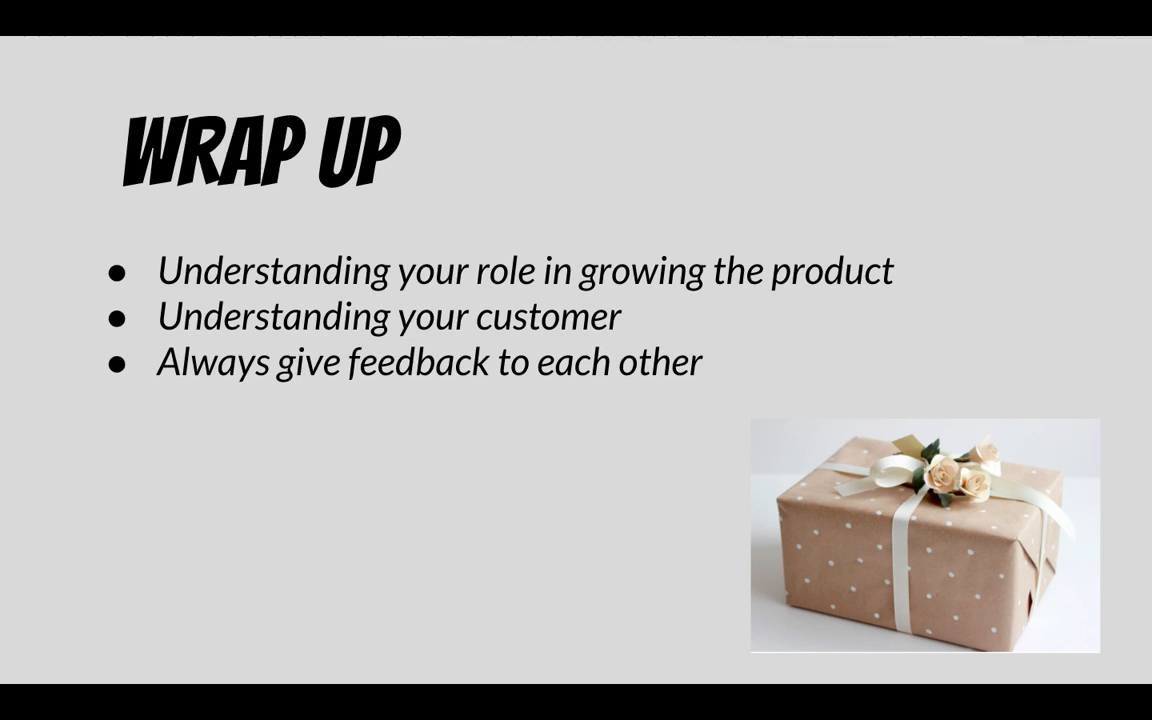 WRAP UP
● Understanding your role in growing the product
● Understanding your customer
● Always give feedback to each other